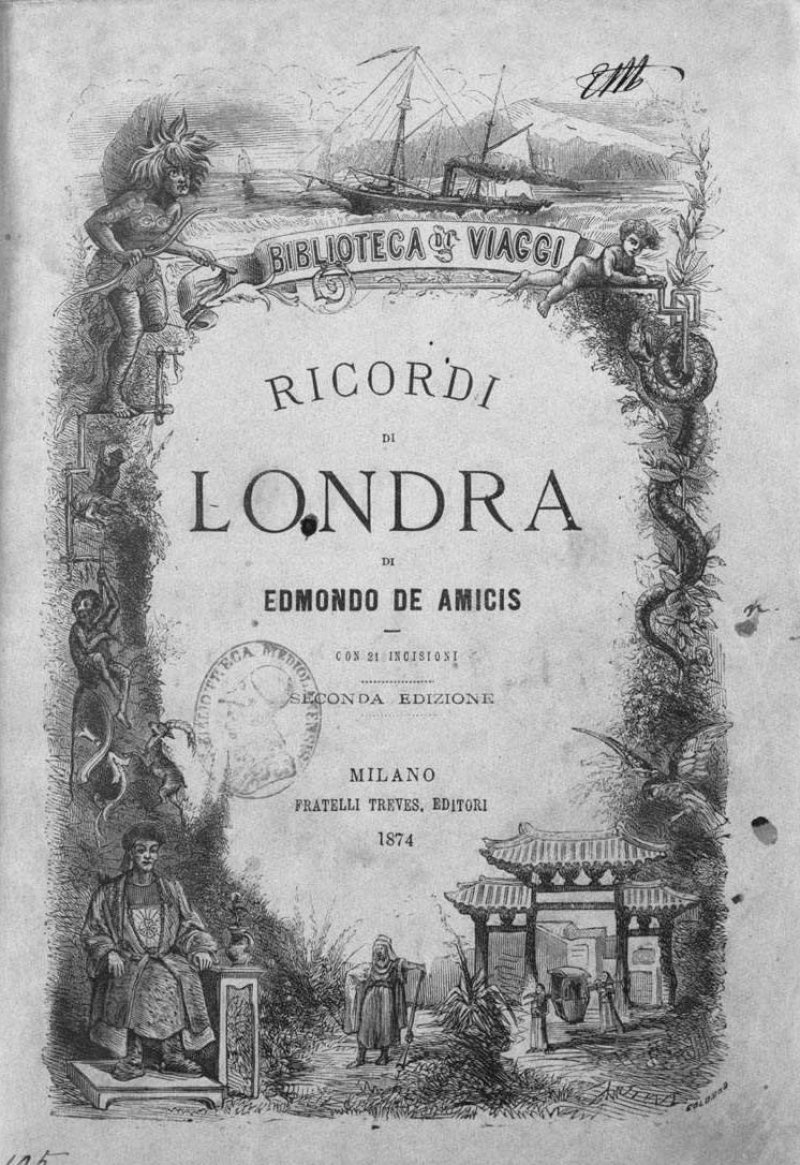 BIBLIOTECA DI VIAGGI
RICORDI
DI
LONDRA
DI
EDMONDO DE AMICIS
CON 21 INCISIONI
SECONDA EDIZIONE
MILANO
FRATELLI TREVES, EDITORI
1874